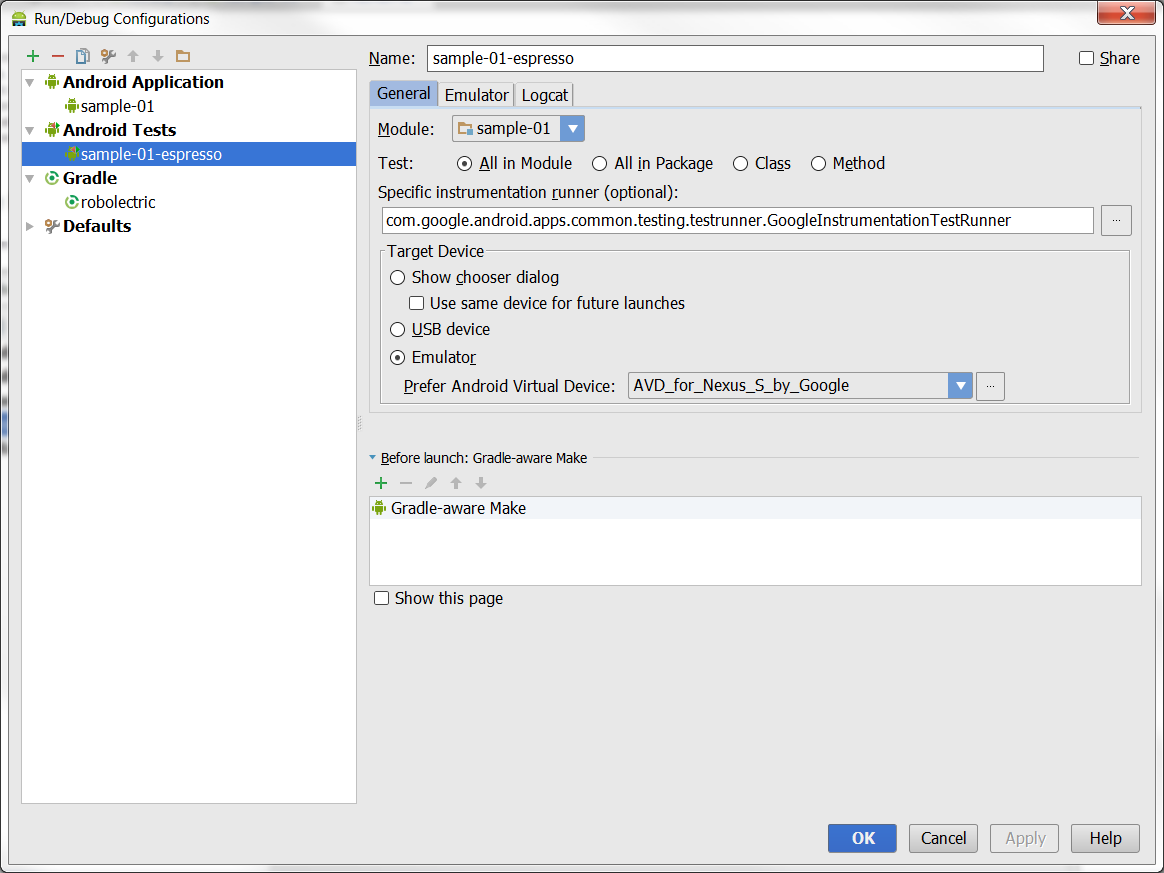 Run/Debug Configurations
Android Application
sample-01
Android Tests
sample-01-espresso
Gradle
robolectric
Defaults
Name: sample-01-espresso Share
General Emulator Logcat
Module: sample-01
Test: All in Module All in Package Class Method
Specific instrumentation runner (optional):
com.google.android.apps.common.testing.testrunner.GoogleInstrumentationTestRunner ...
Target Device
Show chooser dialog
Use same device for future launches
USB device
Emulator
Prefer Android Virtual Device: AVD_for_Nexus_S_by_Google ...
Before launch: Gradle-aware Make
Gradle-aware Make
Show this page
OK Cancel Apply Help